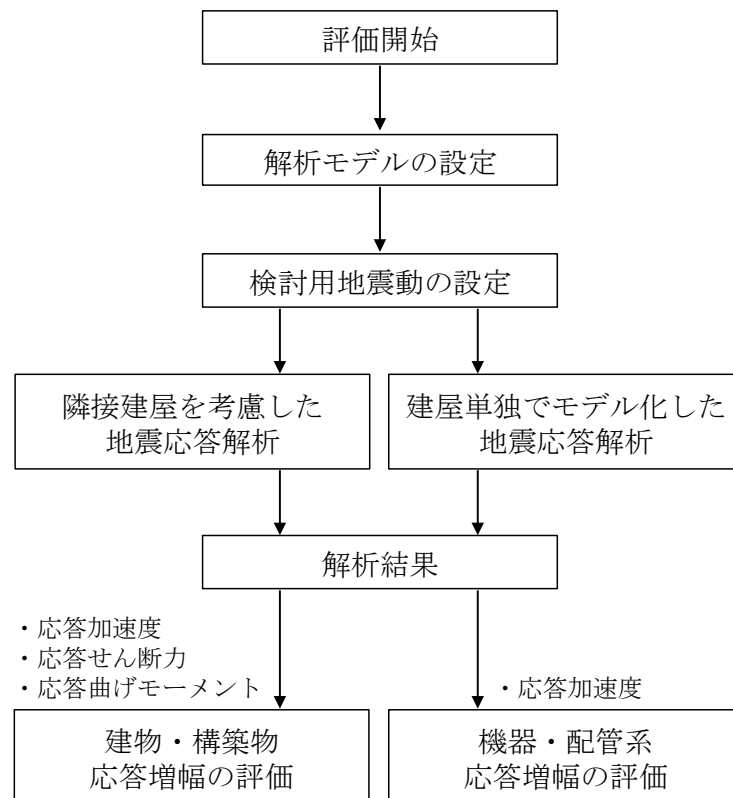 評価開始
解析モデルの設定
検討用地震動の設定
隣接建屋を考慮した
地震応答解析
建屋単独でモデル化した
地震応答解析
解析結果
・応答加速度
・応答せん断力
・応答曲げモーメント
・応答加速度
建物・構築物
応答増幅の評価
機器・配管系
応答増幅の評価